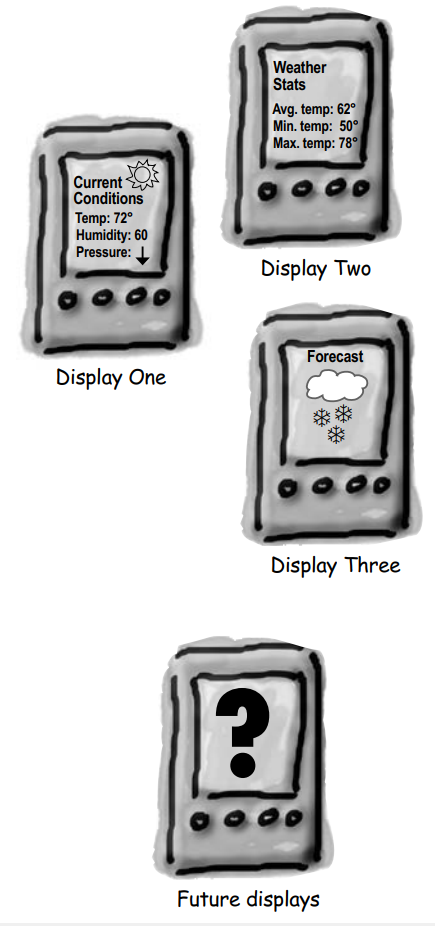 Weather
Stats
Avg. temp: 62°
Min. temp: 50°
Max. temp: 78°
Display Two
Current
Conditions
Temp: 72°
Humidity: 60
Pressure:
Display One
Forecast
Display Three
?
Future displays